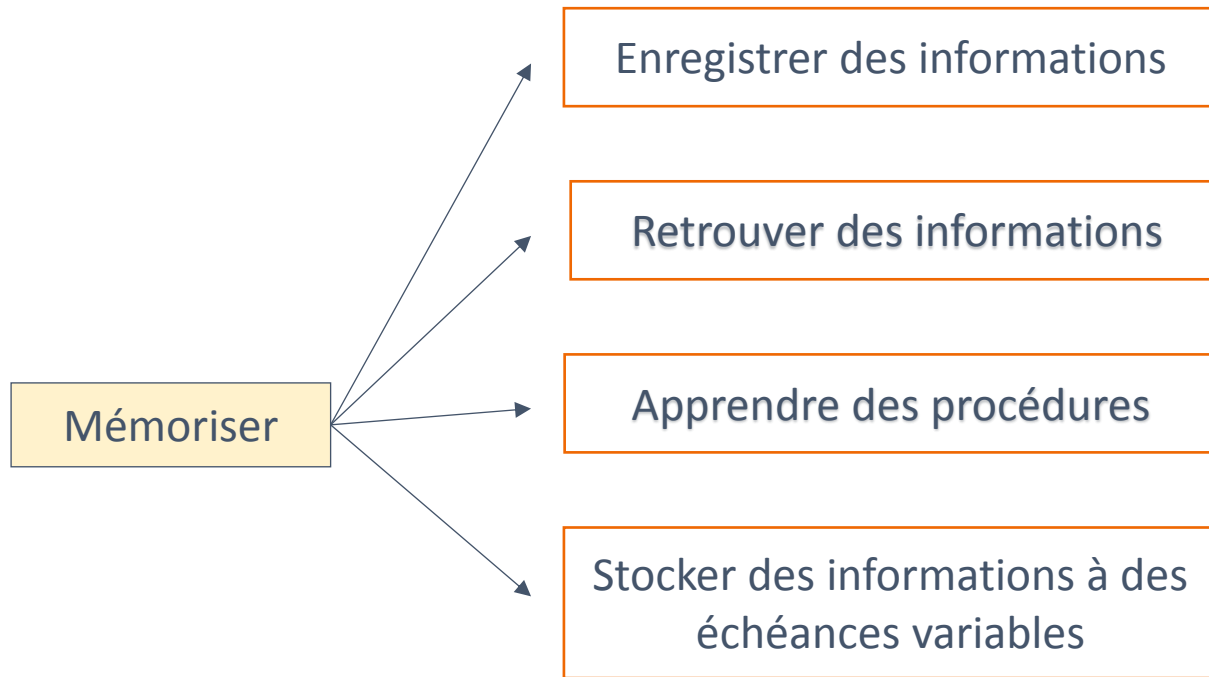 Enregistrer des informations
Retrouver des informations
Mémoriser
Apprendre des procédures
Stocker des informations à des
échéances variables